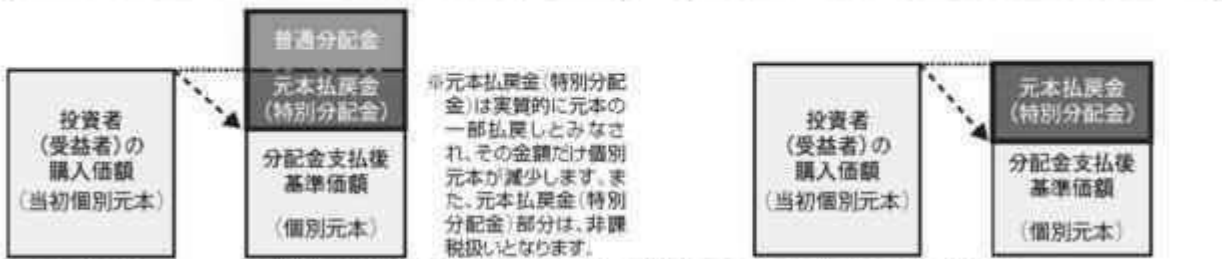 投資者
(受益者)の
購入価額
(当初個別元本)
普通分配金
元本払戻金
(特別分配金)
分配金支払後
基準価額
(個別元本)
※元本払戻金(特別分配
金)は実質的に元本の
一部払戻しとみなさ
れ、その金額だけ個別
元本が減少します。ま
た、元本払戻金(特別
分配金)部分は、非課
税扱いとなります。
投資者
(受益者)の
購入価額
(当初個別元本)
元本払戻金
(特別分配金)
分配金支払後
基準価額
(個別元本)